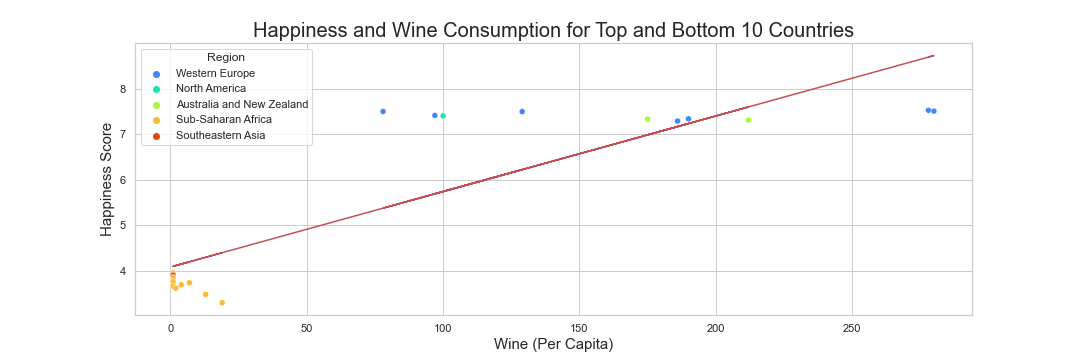 Happiness and Wine Consumption for Top and Bottom 10 Countries
Region
Western Europe
North America
Australia and New Zealand
Sub-Saharan Africa
Southeastern Asia
Happiness Score
8
7
6
5
4
0 50 100 150 200 250
Wine (Per Capita)